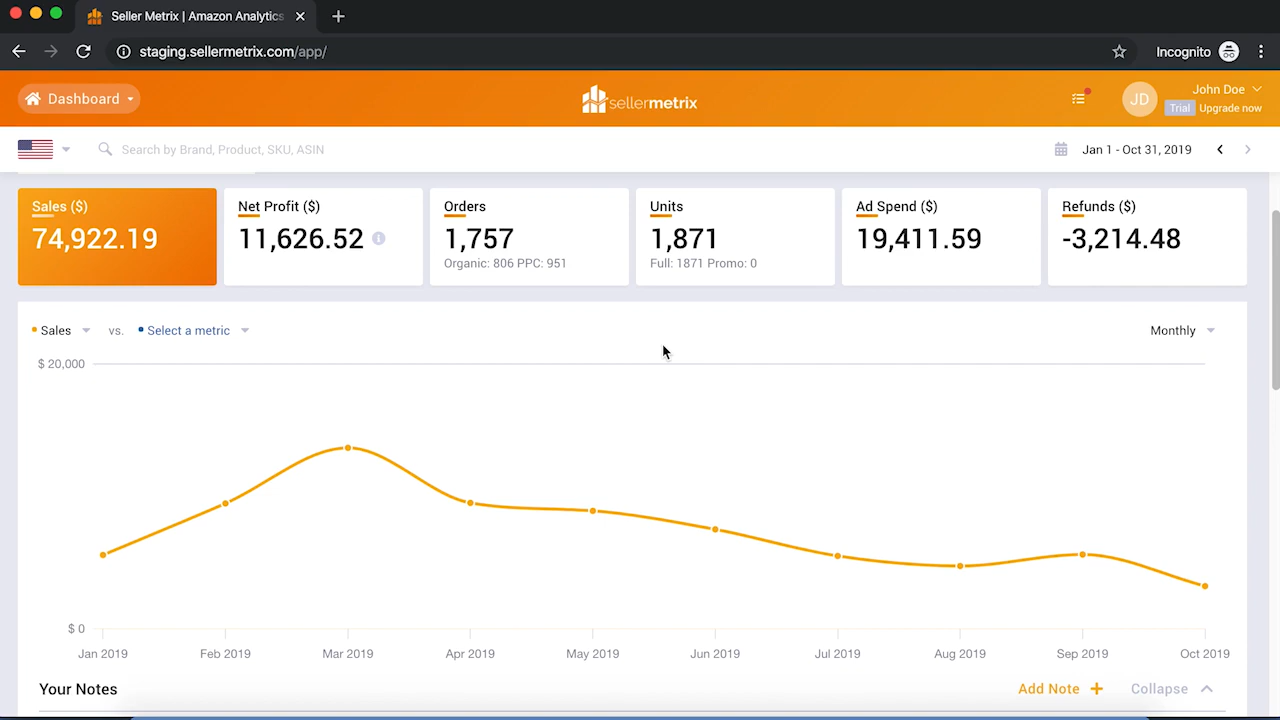 Seller Metrix | Amazon Analytics
staging.sellermetrix.com/app/
Incognito
Dashboard
sellermetrix
JD
John Doe
Trial Upgrade now
Search by Brand, Product, SKU, ASIN
Jan 1 - Oct 31, 2019
Sales ($)
74,922.19
Net Profit ($)
11,626.52
Orders
1,757
Organic: 806 PPC: 951
Units
1,871
Full: 1871 Promo: 0
Ad Spend ($)
19,411.59
Refunds ($)
-3,214.48
Sales vs. Select a metric
Monthly
$ 20,000
$ 0
Jan 2019 Feb 2019 Mar 2019 Apr 2019 May 2019 Jun 2019 Jul 2019 Aug 2019 Sep 2019 Oct 2019
Your Notes
Add Note +
Collapse